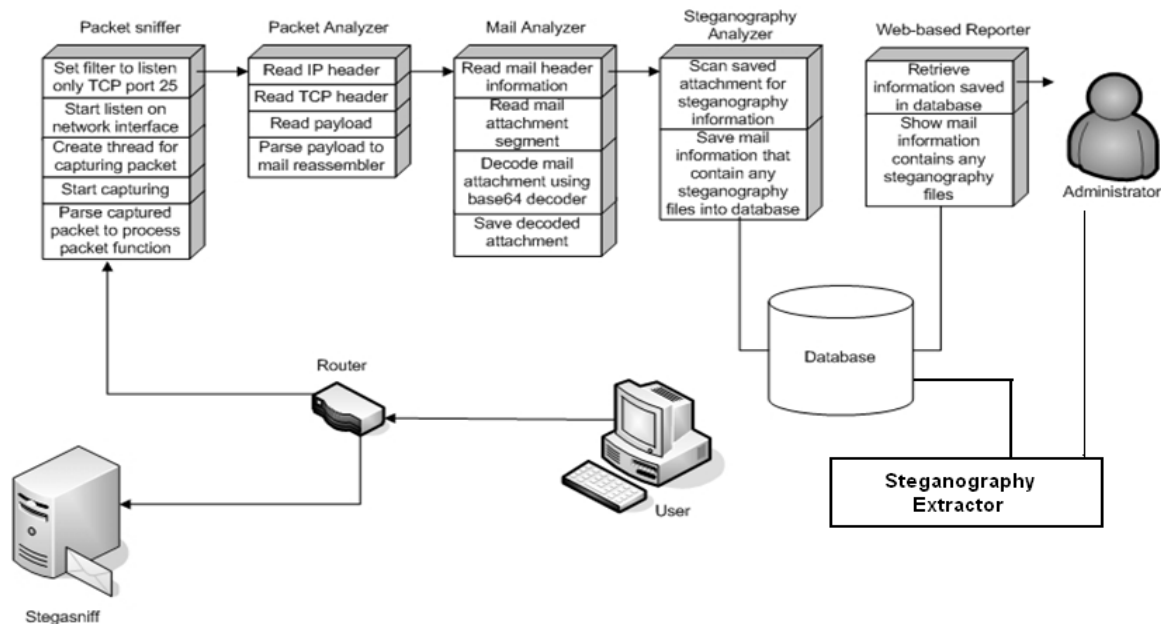 Packet sniffer
Set filter to listen
only TCP port 25
Start listen on
network interface
Create thread for
capturing packet
Start capturing
Parse captured
packet to process
packet function
Packet Analyzer
Read IP header
Read TCP header
Read payload
Parse payload to
mail reassembler
Mail Analyzer
Read mail header
information
Read mail
attachment
segment
Decode mail
attachment using
base64 decoder
Save decoded
attachment
Steganography
Analyzer
Scan saved
attachment for
steganography
information
Save mail
information that
contain any
steganography
files into database
Web-based Reporter
Retrieve
information saved
in database
Show mail
information
contains any
steganography
files
Administrator
Database
Router
User
Steganography
Extractor
Stegasniff